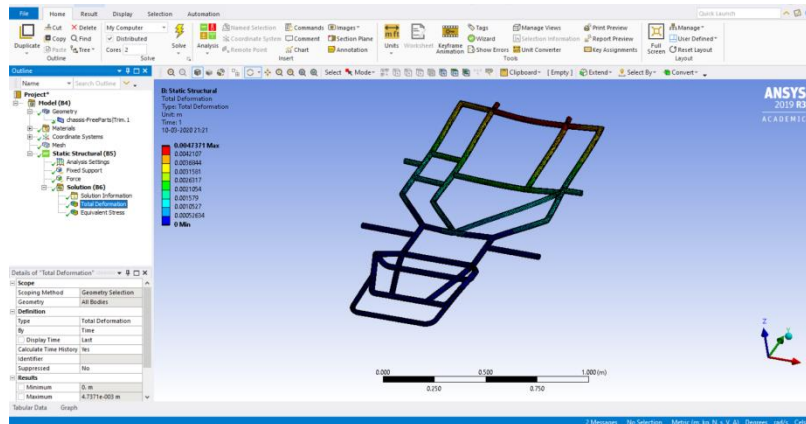 File Home Result Display Selection Automation Quick Launch
Duplicate
Cut Delete
Copy Find
Paste Tree
Outline
My Computer
Distributed
Cores 2
Solve
Solve
Analysis
Named Selection
Coordinate System
Remote Point
Commands
Comment
Chart
Images
Section Plane
Annotation
Insert
Units Worksheet Keyframe Animation
Tags
Wizard
Show Errors
Manage Views
Selection Information
Unit Converter
Print Preview
Report Preview
Key Assignments
Tools
Full Screen
Manage
User Defined
Reset Layout
Layout
Select Mode Clipboard [ Empty ] Extend Select By Convert
Outline
Name Search Outline
Project*
Model (B4)
Geometry
chassis-FreeParts|Trim.1
Materials
Coordinate Systems
Mesh
Static Structural (B5)
Analysis Settings
Fixed Support
Force
Solution (B6)
Solution Information
Total Deformation
Equivalent Stress
B: Static Structural
Total Deformation
Type: Total Deformation
Unit: m
Time: 1
10-05-2020 21:21
0.0047371 Max
0.0042107
0.0036844
0.0031581
0.0026317
0.0021054
0.001579
0.0010527
0.00052634
0 Min
ANSYS
2019 R3
ACADEMIC
Details of "Total Deformation"
Scope
Scoping Method Geometry Selection
Geometry All Bodies
Definition
Type Total Deformation
By Time
Display Time Last
Calculate Time History Yes
Identifier
Suppressed No
Results
Minimum 0. m
Maximum 4.7371e-003 m
0.000 0.500 1.000 (m)
0.250 0.750
Z
Tabular Data Graph
2 Messages No Selection Metric (m, kg, N, s, V, A) Degrees rad/s